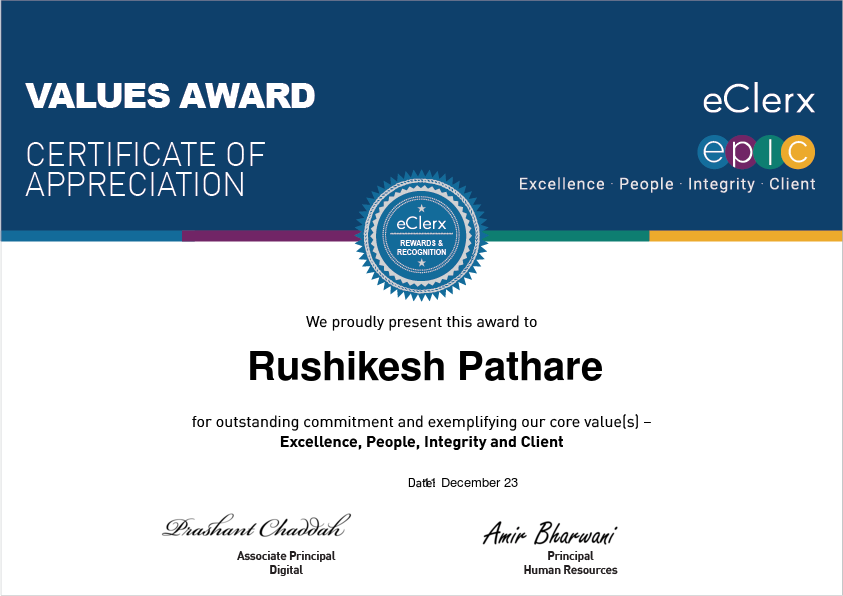 VALUES AWARD
CERTIFICATE OF
APPRECIATION
eClerx
epic
Excellence · People · Integrity · Client
eClerx
REWARDS &
RECOGNITION
We proudly present this award to
Rushikesh Pathare
for outstanding commitment and exemplifying our core value(s) –
Excellence, People, Integrity and Client
Date: December 23
Prashant Chaddah
Amir Bharwani
Associate Principal
Principal
Digital
Human Resources